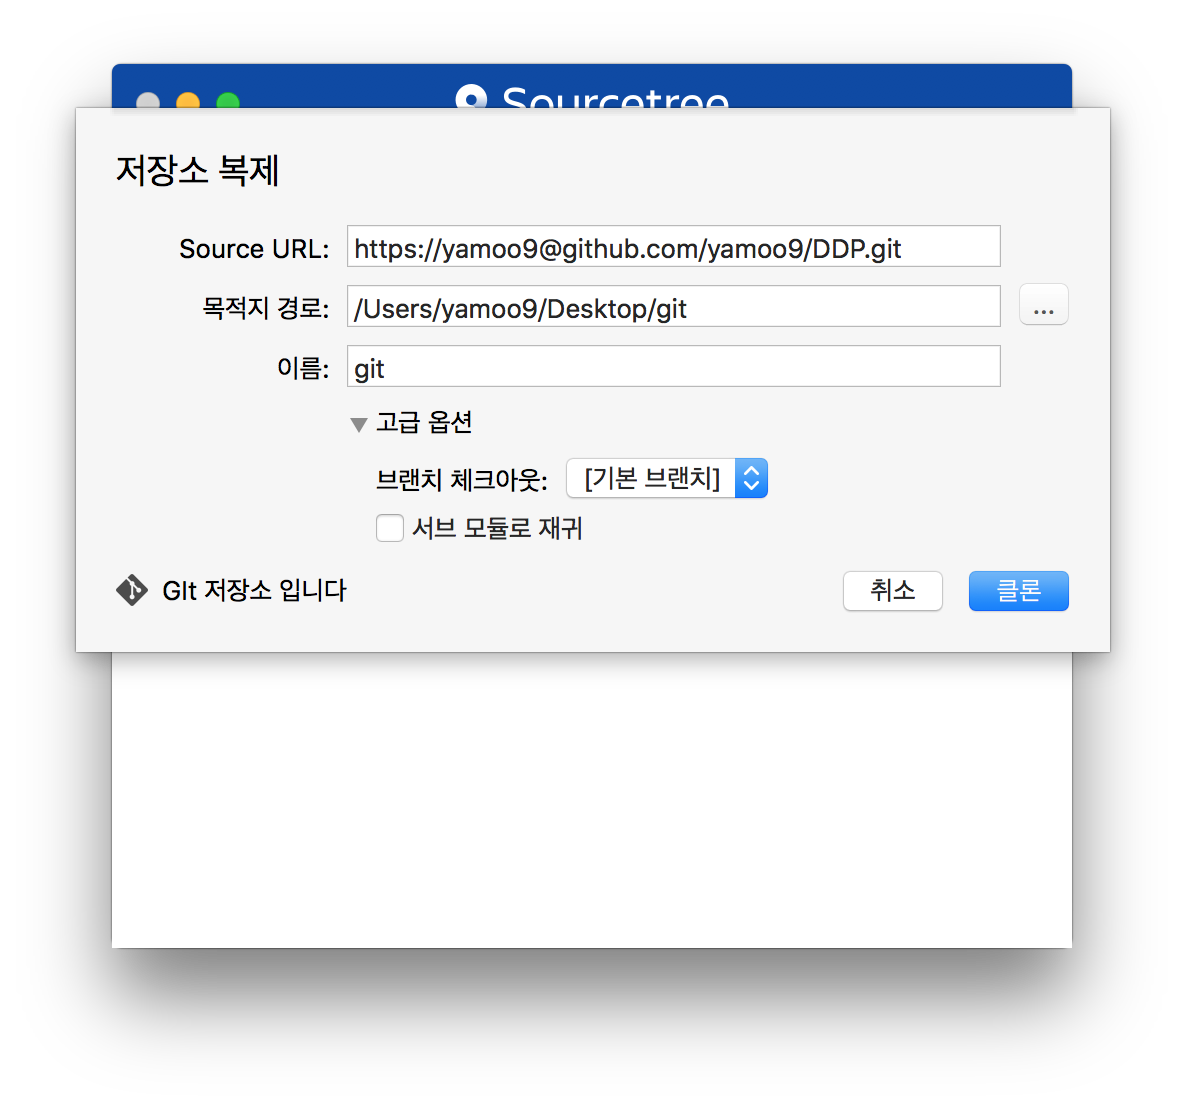 Sourcetree
저장소 복제
Source URL: https://yamoo9@github.com/yamoo9/DDP.git
목적지 경로: /Users/yamoo9/Desktop/git ...
이름: git
고급 옵션
브랜치 체크아웃: [기본 브랜치]
서브 모듈로 재귀
GIt 저장소 입니다 취소 클론